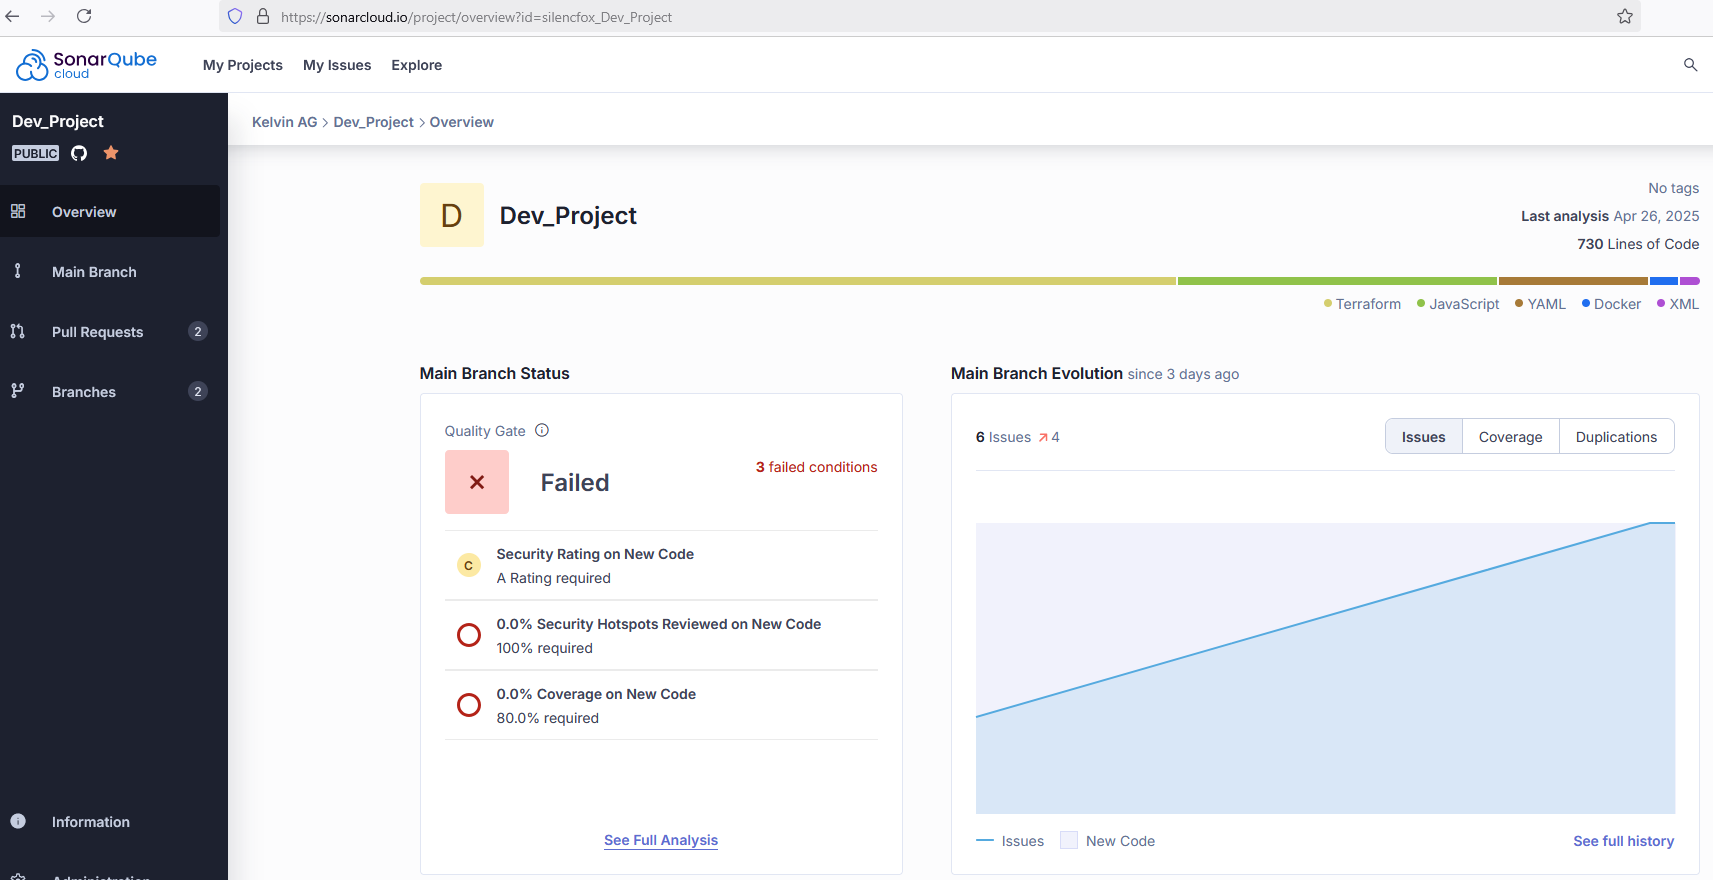 https://sonarcloud.io/project/overview?id=silencfox_Dev_Project
SonarQube
cloud
My Projects
My Issues
Explore
Dev_Project
PUBLIC
Overview
Main Branch
Pull Requests 2
Branches 2
Information
Administration
Kelvin AG > Dev_Project > Overview
D
Dev_Project
No tags
Last analysis Apr 26, 2025
730 Lines of Code
Terraform JavaScript YAML Docker XML
Main Branch Status
Quality Gate
Failed
3 failed conditions
C
Security Rating on New Code
A Rating required
0.0% Security Hotspots Reviewed on New Code
100% required
0.0% Coverage on New Code
80.0% required
See Full Analysis
Main Branch Evolution since 3 days ago
6 Issues 4
Issues Coverage Duplications
Issues New Code
See full history